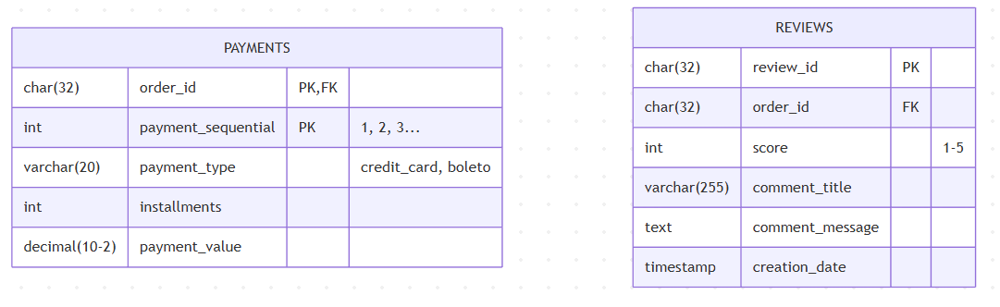 PAYMENTS
char(32) order_id PK,FK
int payment_sequential PK 1, 2, 3...
varchar(20) payment_type credit_card, boleto
int installments
decimal(10-2) payment_value
REVIEWS
char(32) review_id PK
char(32) order_id FK
int score 1-5
varchar(255) comment_title
text comment_message
timestamp creation_date